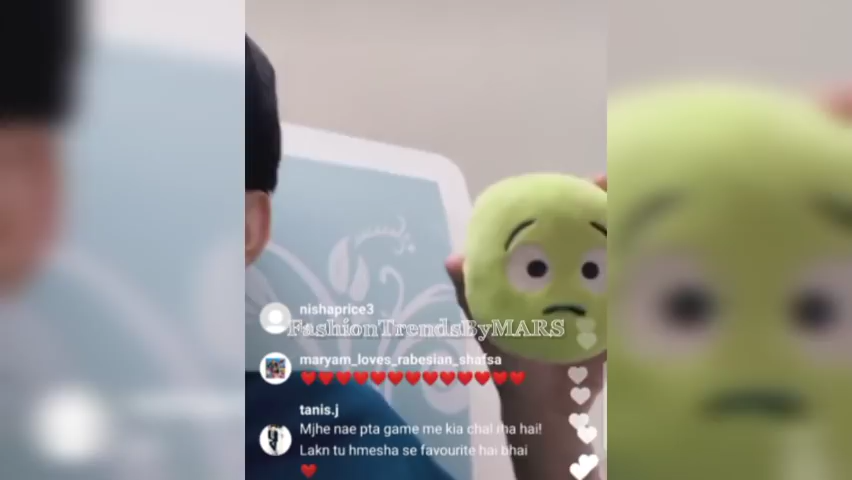 nishaprice3
FashionTrendsByMARS
maryam_loves_rabesian_shafsa
❤️❤️❤️❤️❤️❤️❤️❤️❤️❤️❤️❤️❤️
tanis.j
Mjhe nae pta game me kia chal rha hai!
Lakn tu hmesha se favourite hai bhai
❤️